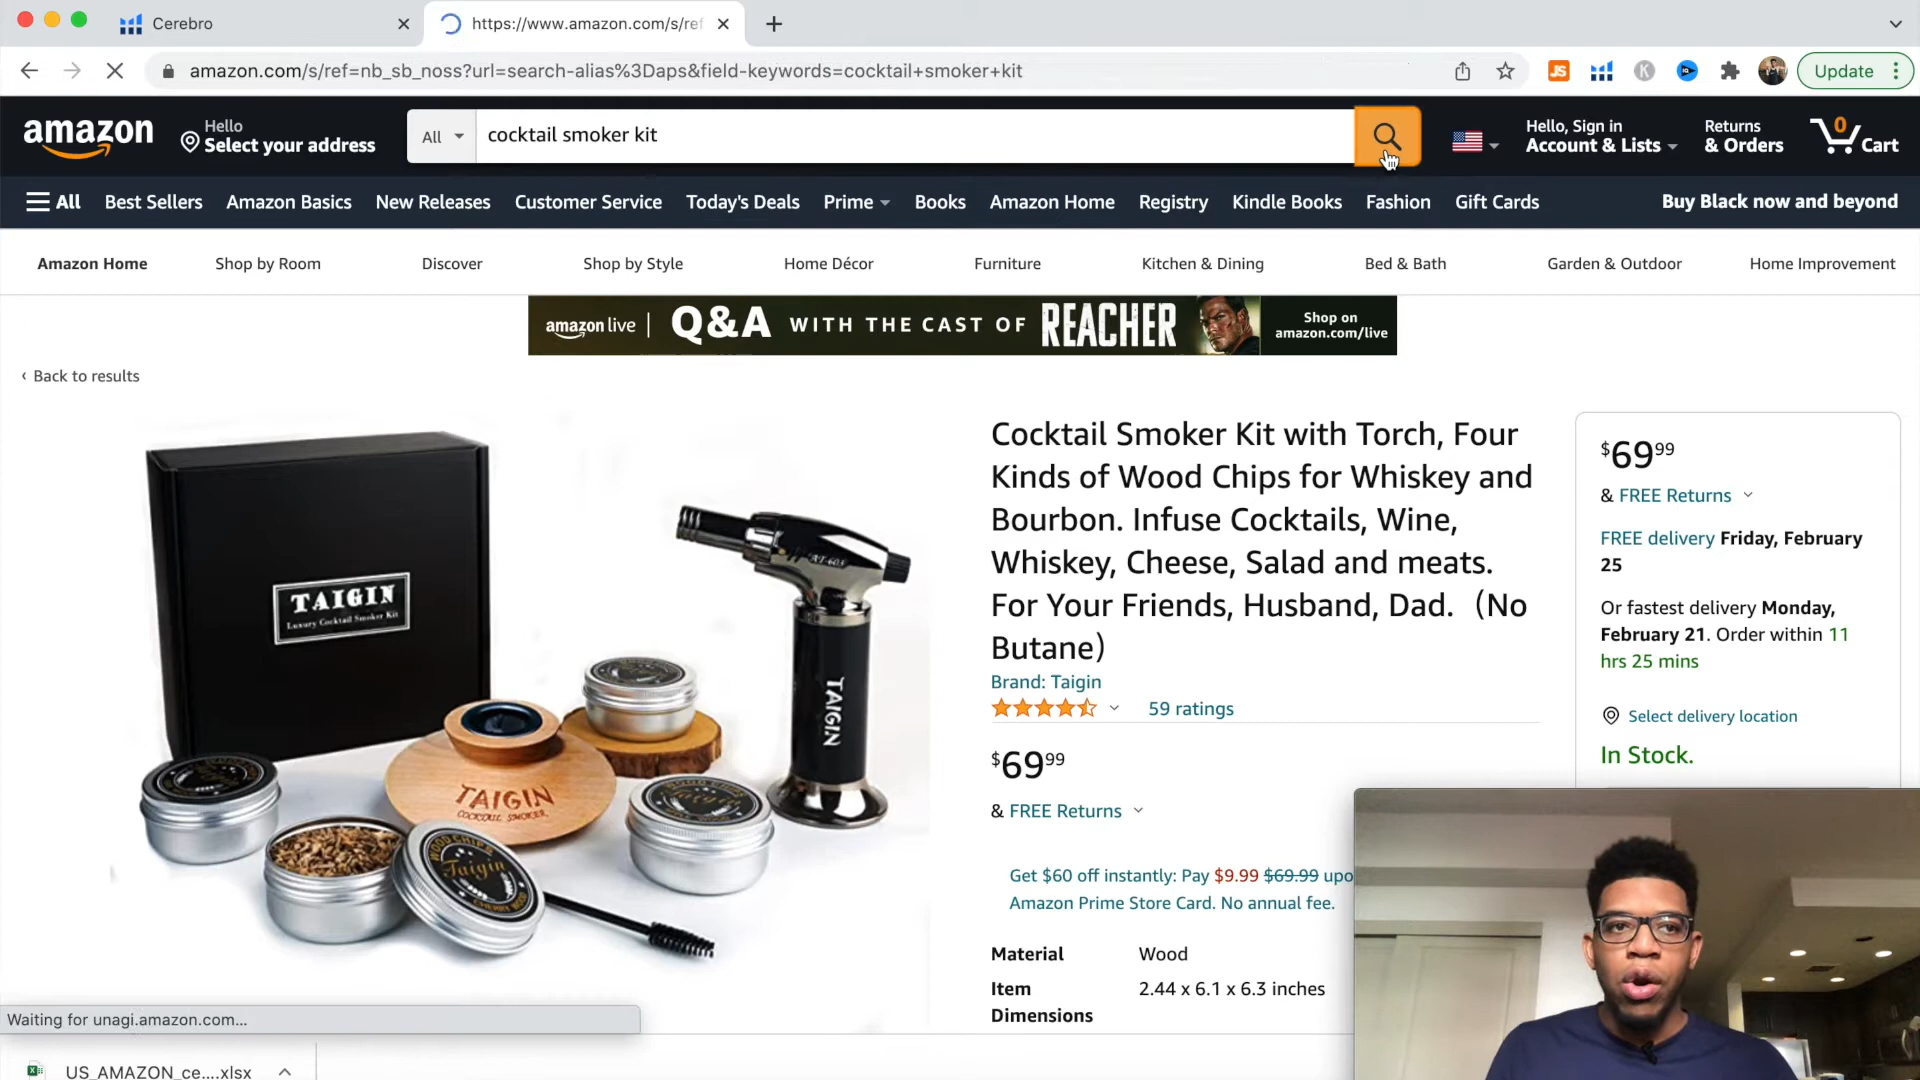 Cerebro
https://www.amazon.com/s/ref
amazon.com/s/ref=nb_sb_noss?url=search-alias%3Daps&field-keywords=cocktail+smoker+kit
Update
amazon
Hello
Select your address
All
cocktail smoker kit
Hello, Sign in
Account & Lists
Returns
& Orders
0
Cart
All
Best Sellers
Amazon Basics
New Releases
Customer Service
Today's Deals
Prime
Books
Amazon Home
Registry
Kindle Books
Fashion
Gift Cards
Buy Black now and beyond
Amazon Home
Shop by Room
Discover
Shop by Style
Home Décor
Furniture
Kitchen & Dining
Bed & Bath
Garden & Outdoor
Home Improvement
amazon live | Q&A WITH THE CAST OF REACHER
Shop on
amazon.com/live
‹ Back to results
TAIGIN
Luxury Cocktail Smoker Kit
TAIGIN
COCKTAIL SMOKER
TAIGIN
WOOD CHIPS
Taigin
CHERRY WOOD
Cocktail Smoker Kit with Torch, Four
Kinds of Wood Chips for Whiskey and
Bourbon. Infuse Cocktails, Wine,
Whiskey, Cheese, Salad and meats.
For Your Friends, Husband, Dad.（No
Butane）
Brand: Taigin
59 ratings
$69.99
& FREE Returns
Get $60 off instantly: Pay $9.99 $69.99 upo
Amazon Prime Store Card. No annual fee.
Material Wood
Item 2.44 x 6.1 x 6.3 inches
Dimensions
$69.99
& FREE Returns
FREE delivery Friday, February
25
Or fastest delivery Monday,
February 21. Order within 11
hrs 25 mins
Select delivery location
In Stock.
Waiting for unagi.amazon.com...
US_AMAZON_ce....xlsx